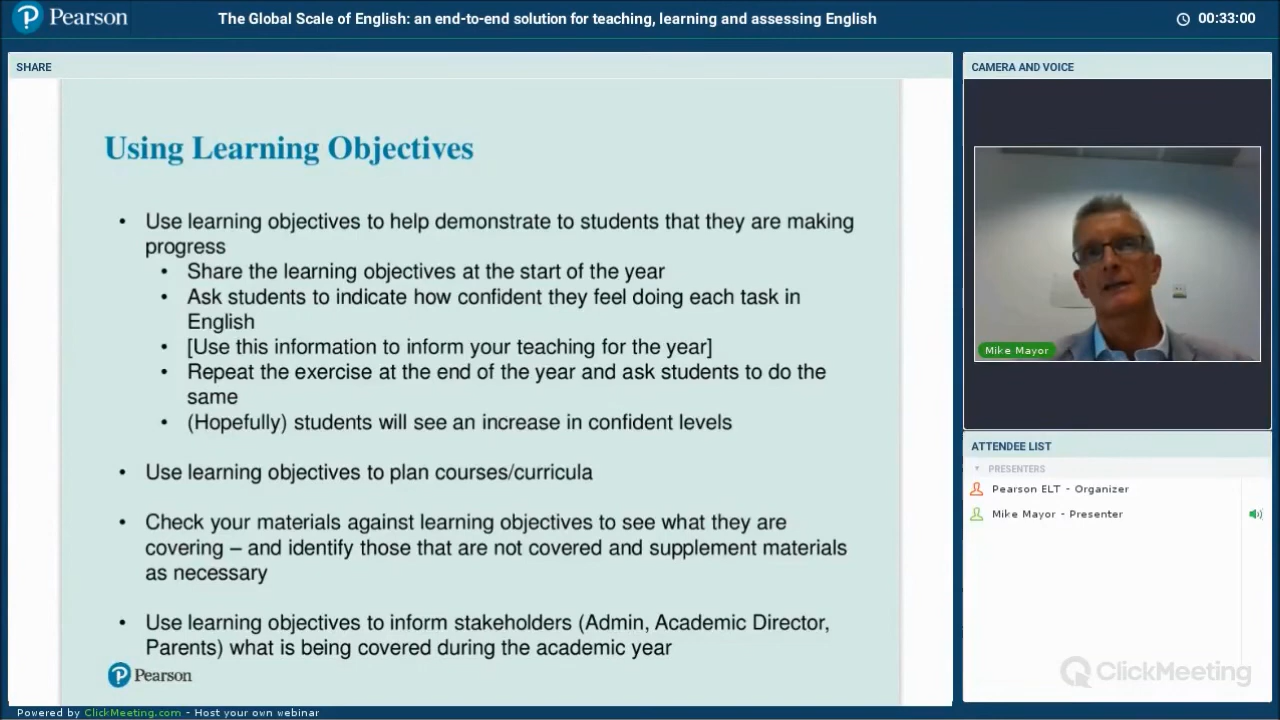 Pearson
The Global Scale of English: an end-to-end solution for teaching, learning and assessing English
00:33:00
SHARE
Using Learning Objectives
• Use learning objectives to help demonstrate to students that they are making
progress
• Share the learning objectives at the start of the year
• Ask students to indicate how confident they feel doing each task in
English
• [Use this information to inform your teaching for the year]
• Repeat the exercise at the end of the year and ask students to do the
same
• (Hopefully) students will see an increase in confident levels
• Use learning objectives to plan courses/curricula
• Check your materials against learning objectives to see what they are
covering – and identify those that are not covered and supplement materials
as necessary
• Use learning objectives to inform stakeholders (Admin, Academic Director,
Parents) what is being covered during the academic year
Pearson
CAMERA AND VOICE
Mike Mayor
ATTENDEE LIST
PRESENTERS
Pearson ELT - Organizer
Mike Mayor - Presenter
ClickMeeting
Powered by ClickMeeting.com - Host your own webinar